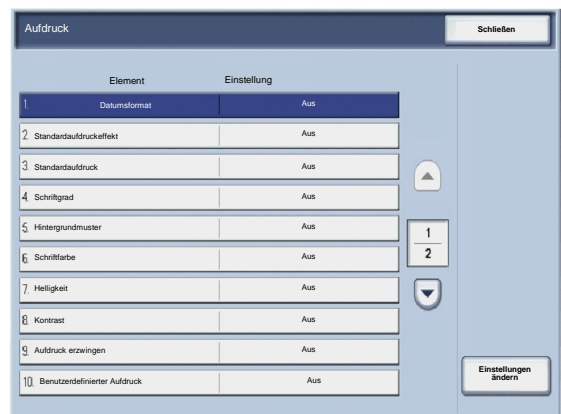 Aufdruck
Schließen
Element Einstellung
1. Datumsformat Aus
2. Standardaufdruckeffekt Aus
3. Standardaufdruck Aus
4. Schriftgrad Aus
5. Hintergrundmuster Aus
6. Schriftfarbe Aus
7. Helligkeit Aus
8. Kontrast Aus
9. Aufdruck erzwingen Aus
10. Benutzerdefinierter Aufdruck Aus
1
2
Einstellungen
ändern